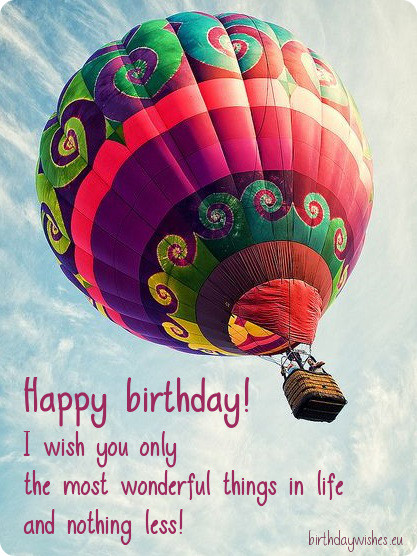 Happy birthday!
I wish you only
the most wonderful things in life
and nothing less!
birthdaywishes.eu